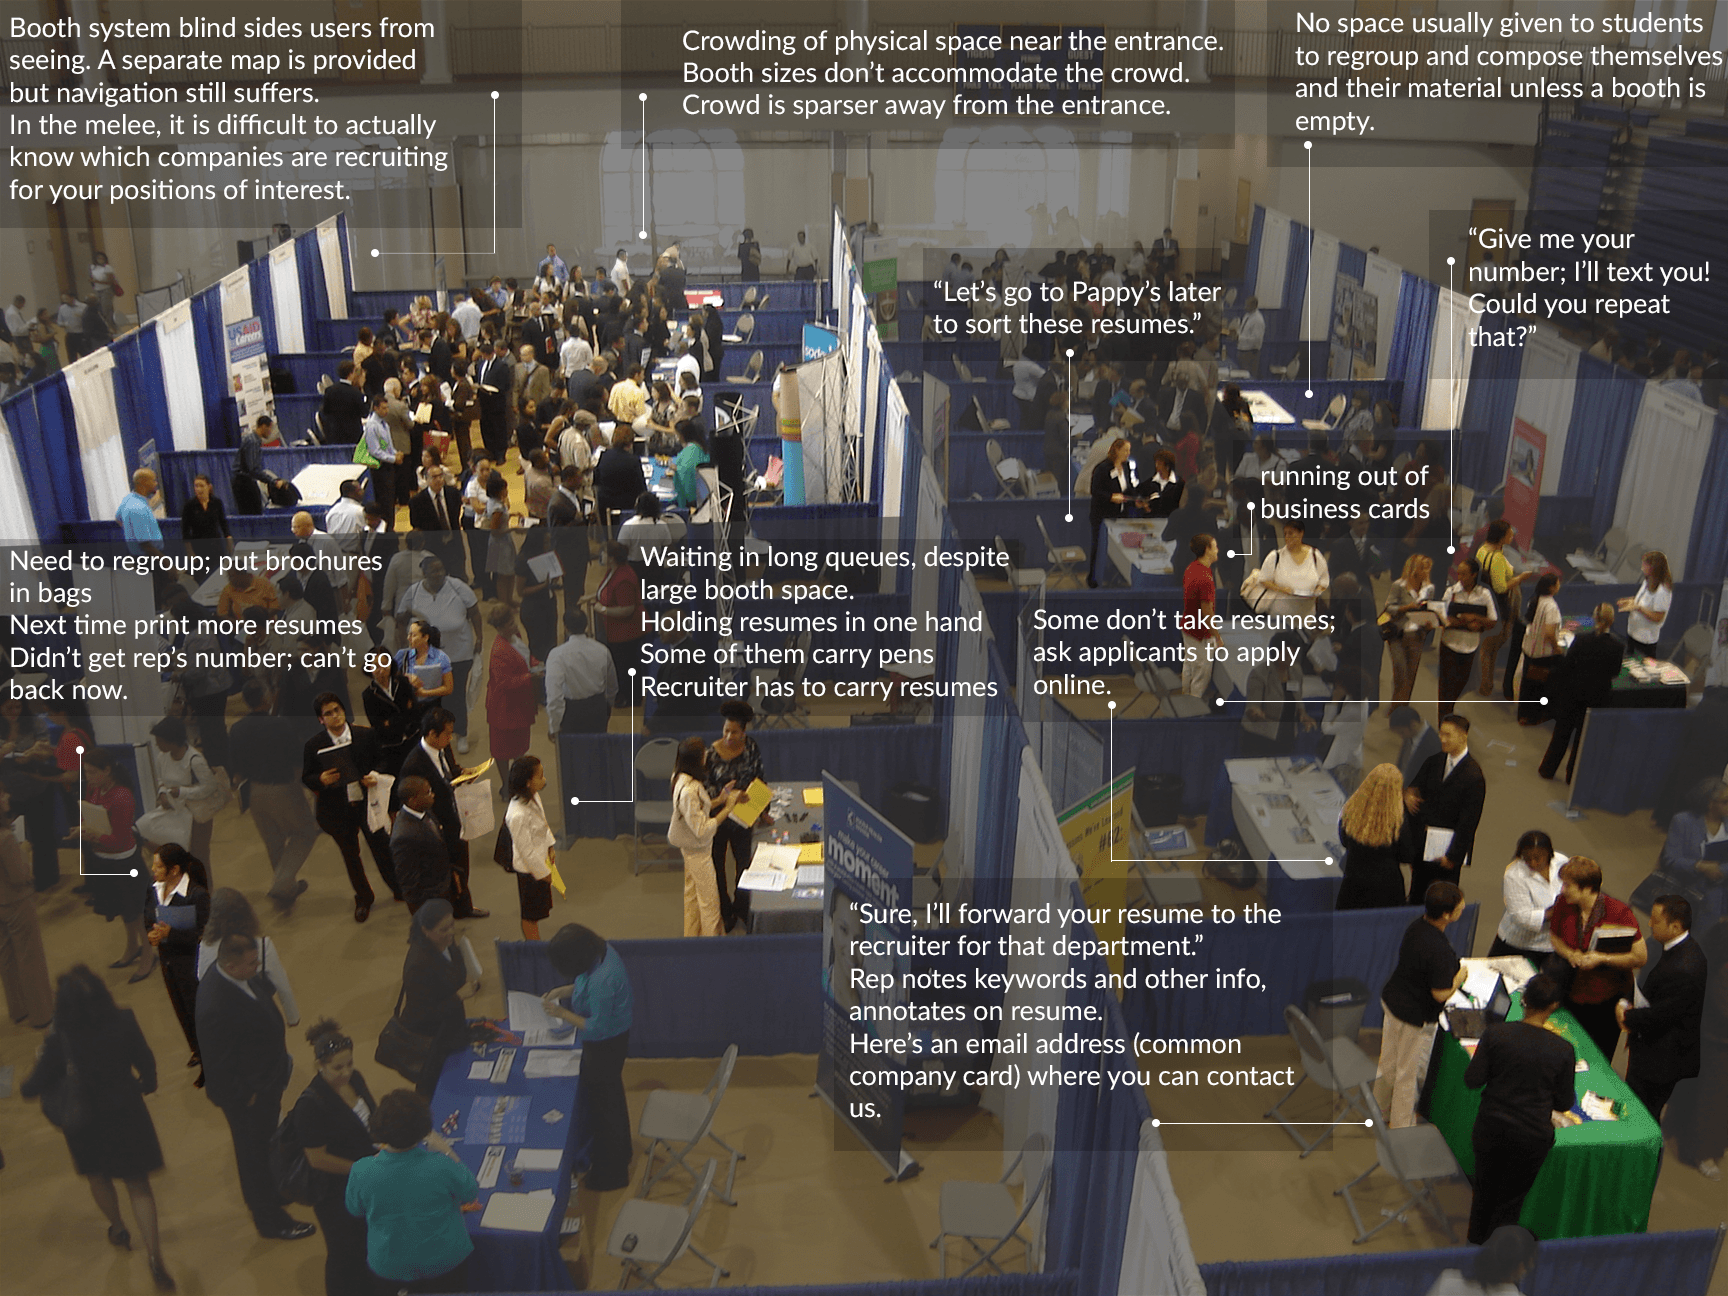 Booth system blind sides users from
seeing. A separate map is provided
but navigation still suffers.
In the melee, it is difficult to actually
know which companies are recruiting
for your positions of interest.
Crowding of physical space near the entrance.
Booth sizes don’t accommodate the crowd.
Crowd is sparser away from the entrance.
No space usually given to students
to regroup and compose themselves
and their material unless a booth is
empty.
“Give me your
number; I’ll text you!
Could you repeat
that?”
“Let’s go to Pappy’s later
to sort these resumes.”
USAID
Careers
running out of
business cards
Need to regroup; put brochures
in bags
Next time print more resumes
Didn’t get rep’s number; can’t go
back now.
Waiting in long queues, despite
large booth space.
Holding resumes in one hand
Some of them carry pens
Recruiter has to carry resumes
Some don’t take resumes;
ask applicants to apply
online.
make your career
moment
“Sure, I’ll forward your resume to the
recruiter for that department.”
Rep notes keywords and other info,
annotates on resume.
Here’s an email address (common
company card) where you can contact
us.